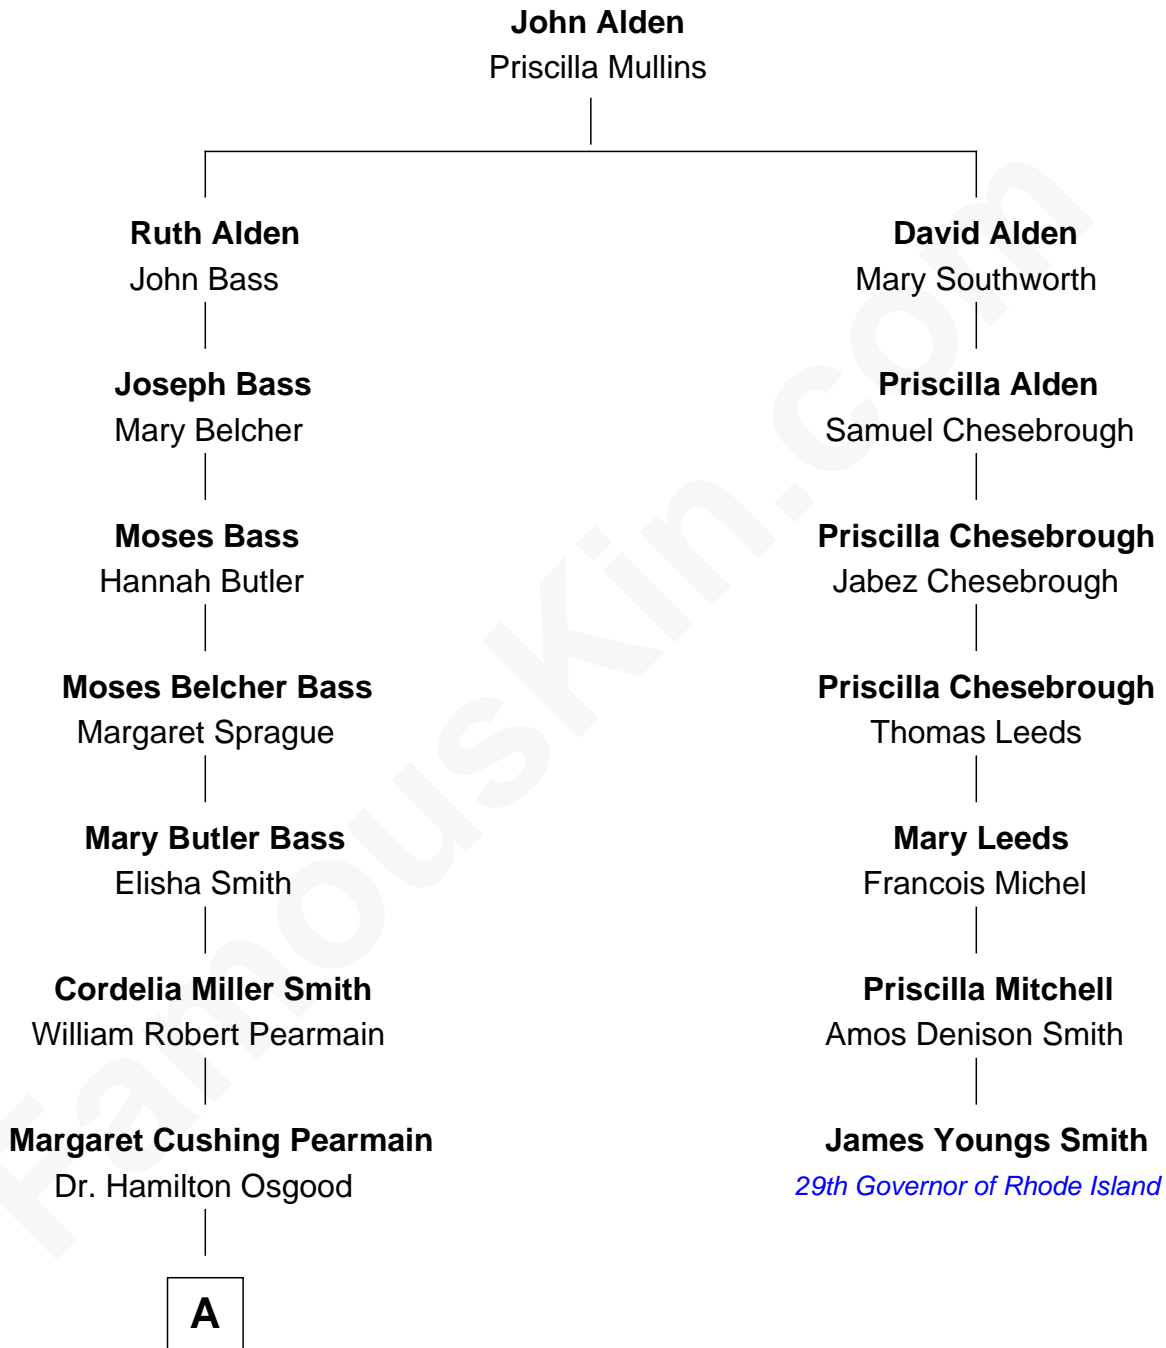 John Alden
Priscilla Mullins
Ruth Alden
John Bass
David Alden
Mary Southworth
Joseph Bass
Mary Belcher
Priscilla Alden
Samuel Chesebrough
Moses Bass
Hannah Butler
Priscilla Chesebrough
Jabez Chesebrough
Moses Belcher Bass
Margaret Sprague
Priscilla Chesebrough
Thomas Leeds
Mary Butler Bass
Elisha Smith
Mary Leeds
Francois Michel
Cordelia Miller Smith
William Robert Pearmain
Priscilla Mitchell
Amos Denison Smith
Margaret Cushing Pearmain
Dr. Hamilton Osgood
James Youngs Smith
29th Governor of Rhode Island
A
FamousKin.com